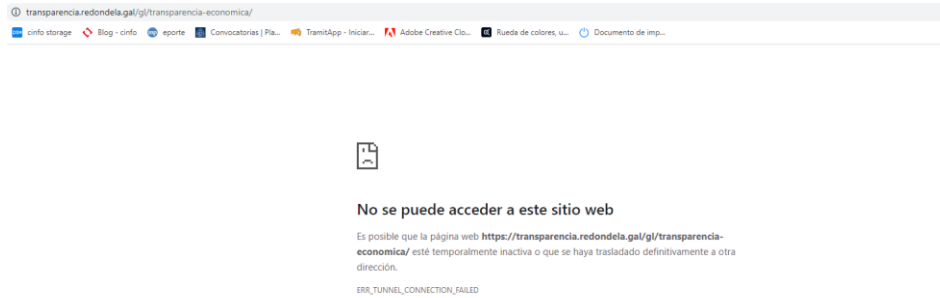 transparencia.redondela.gal/gl/transparencia-economica/
cinfo storage Blog - cinfo eporte Convocatorias | Pla... TramitApp - Iniciar... Adobe Creative Clo... Rueda de colores, u... Documento de imp...
No se puede acceder a este sitio web
Es posible que la página web https://transparencia.redondela.gal/gl/transparencia-
economica/ esté temporalmente inactiva o que se haya trasladado definitivamente a otra
dirección.
ERR_TUNNEL_CONNECTION_FAILED